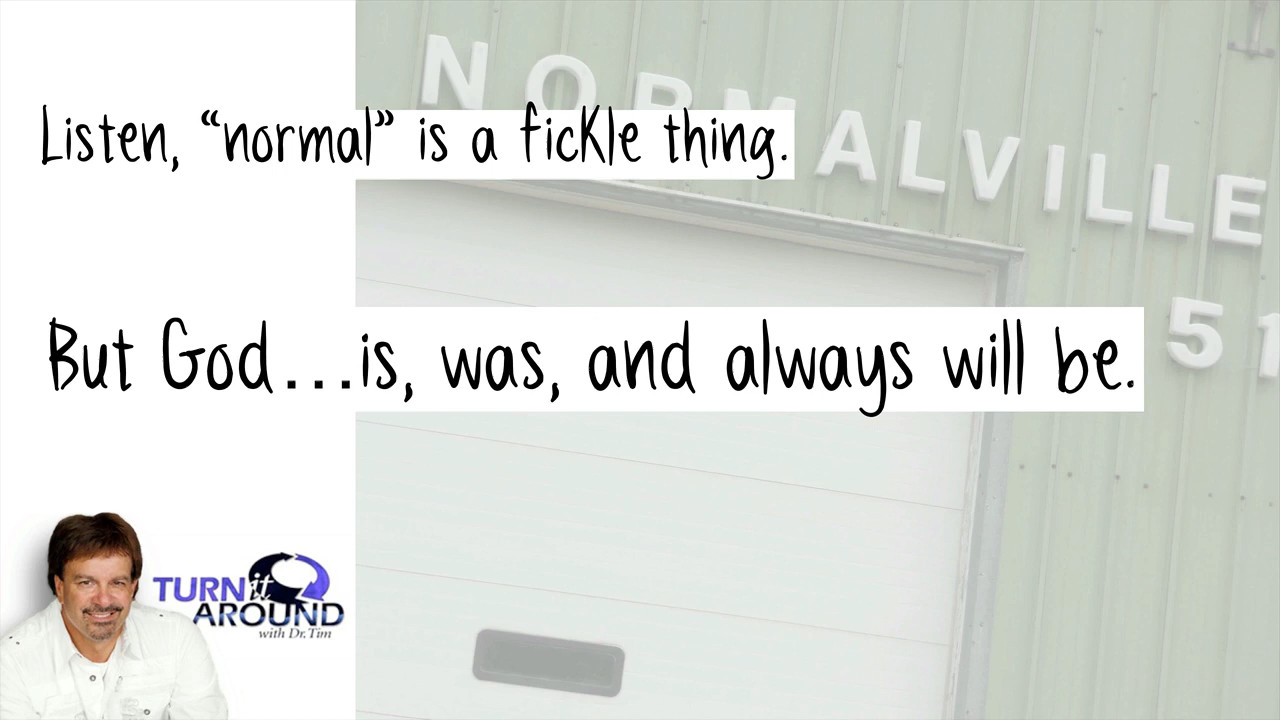 NORMALVILLE
Listen, “normal” is a fickle thing.
51
But God...is, was, and always will be.
TURN it
AROUND
with Dr. Tim